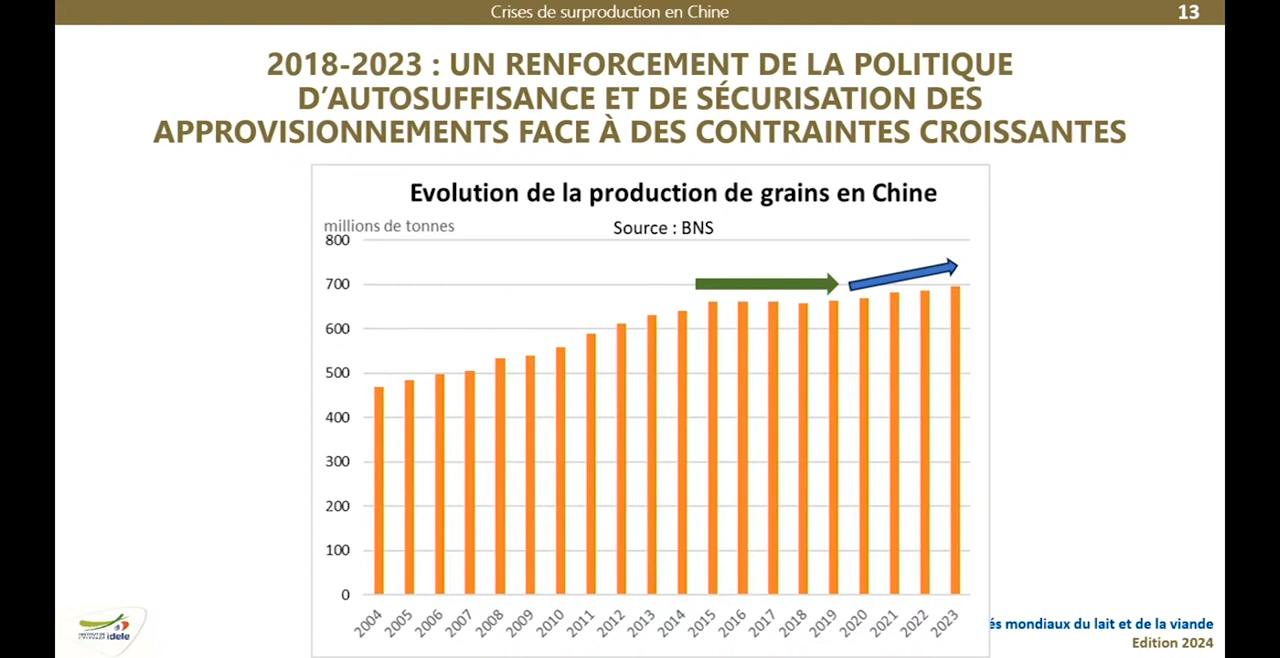 Crises de surproduction en Chine
13
2018-2023 : UN RENFORCEMENT DE LA POLITIQUE
D'AUTOSUFFISANCE ET DE SÉCURISATION DES
APPROVISIONNEMENTS FACE À DES CONTRAINTES CROISSANTES
Evolution de la production de grains en Chine
millions de tonnes
Source : BNS
800
700
600
500
400
300
200
100
0
2004 2005 2006 2007 2008 2009 2010 2011 2012 2013 2014 2015 2016 2017 2018 2019 2020 2021 2022 2023
és mondiaux du lait et de la viande
Edition 2024
idele